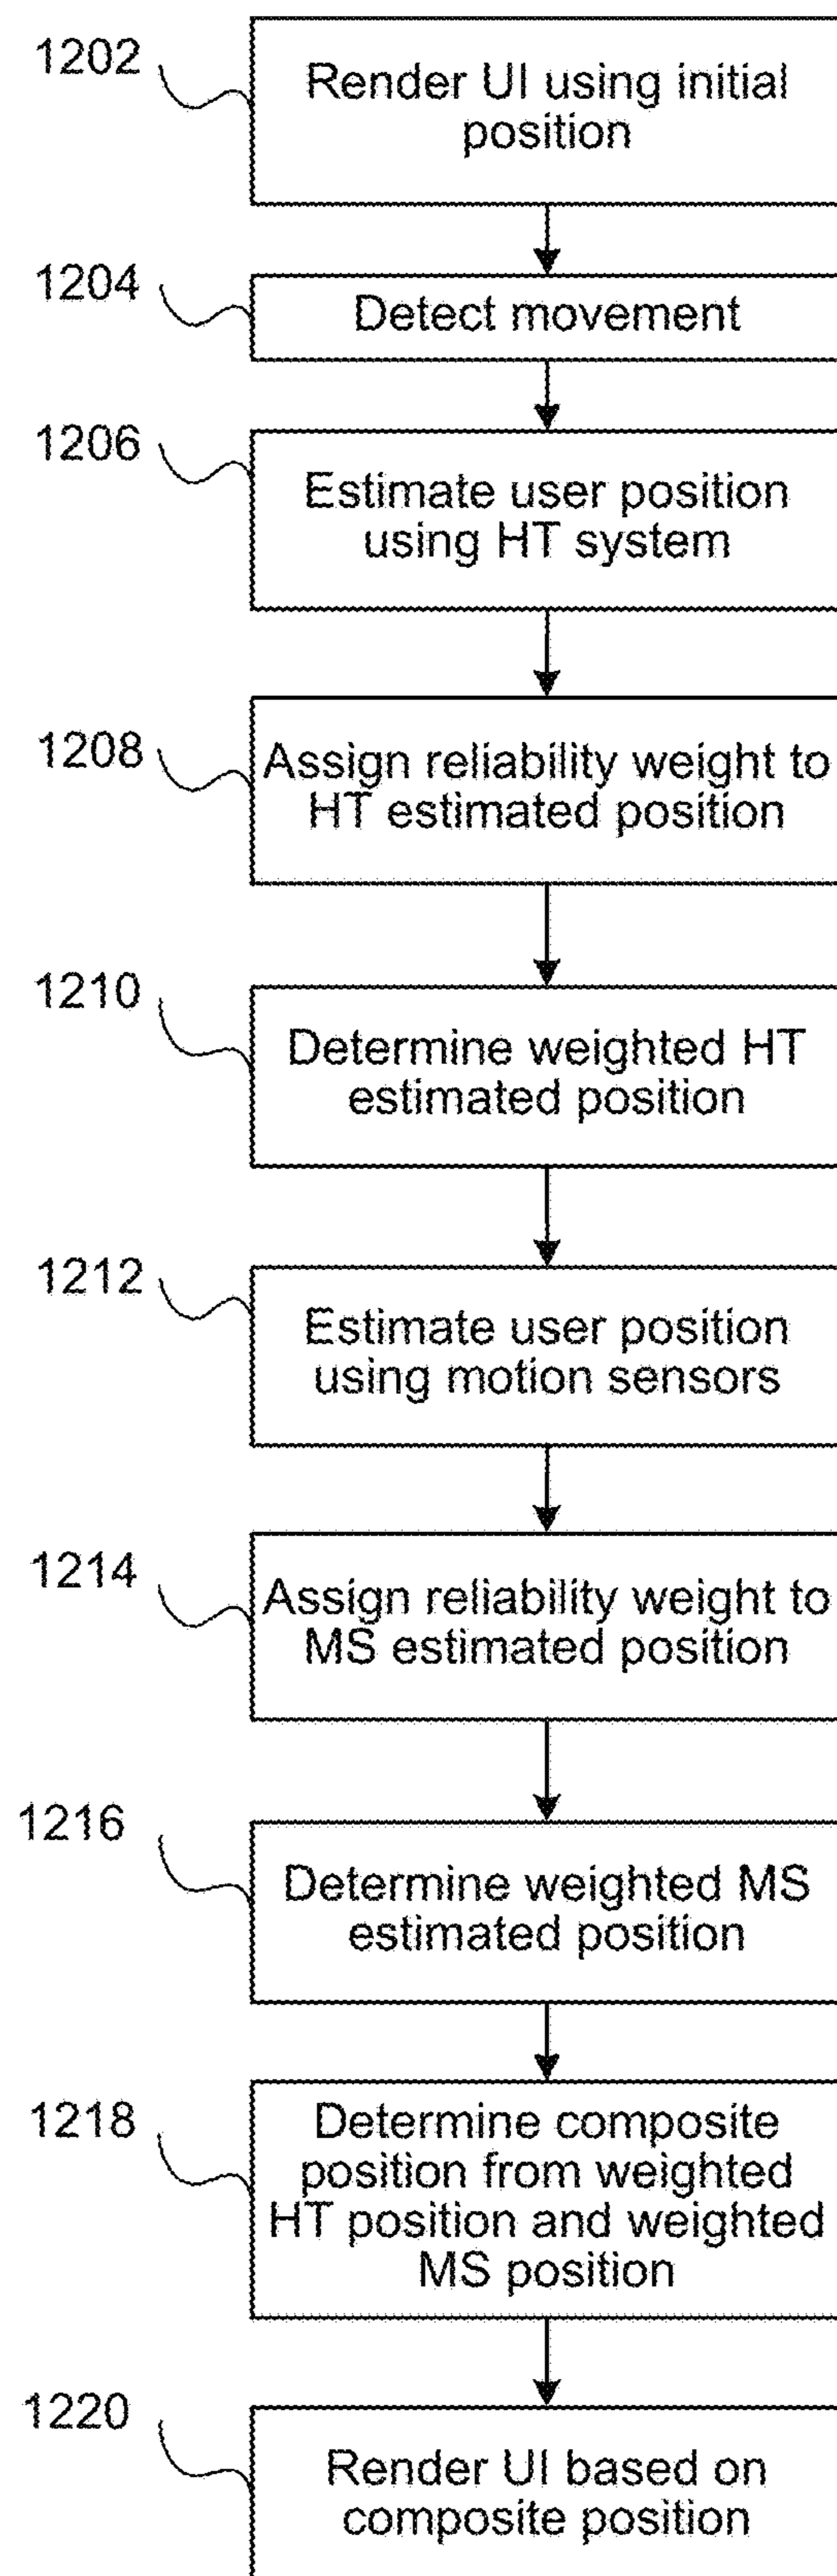 1202
Render UI using initial
position
1204
Detect movement
1206
Estimate user position
using HT system
1208
Assign reliability weight to
HT estimated position
1210
Determine weighted HT
estimated position
1212
Estimate user position
using motion sensors
1214
Assign reliability weight to
MS estimated position
1216
Determine weighted MS
estimated position
1218
Determine composite
position from weighted
HT position and weighted
MS position
1220
Render UI based on
composite position